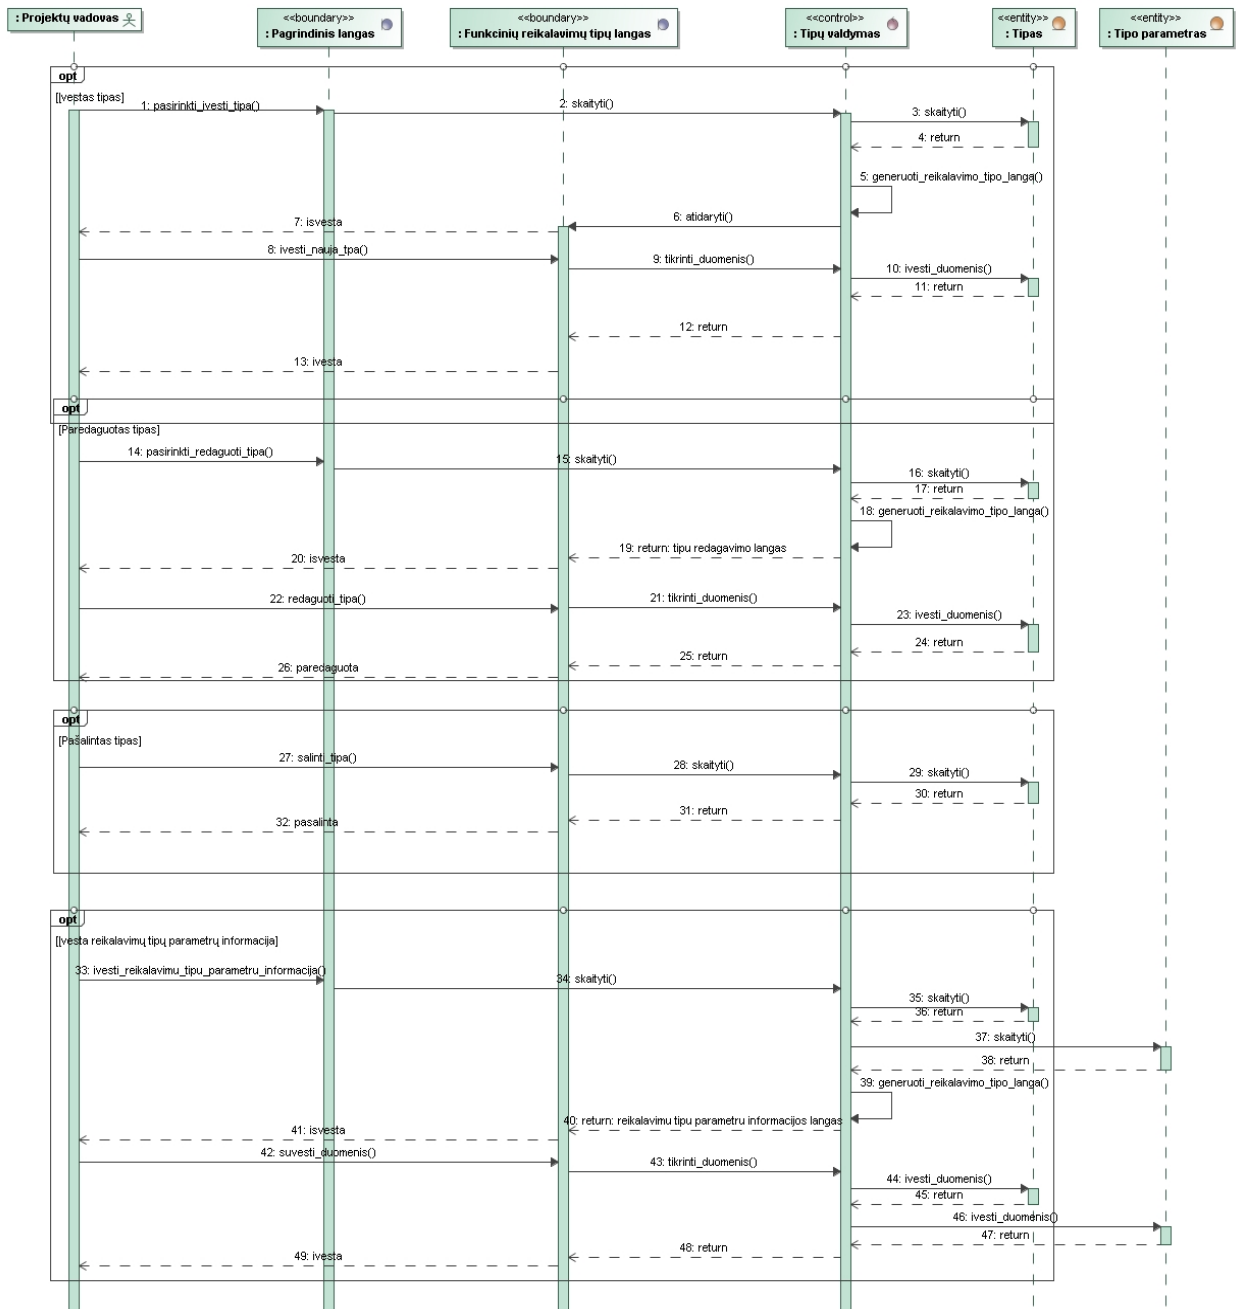 : Projektų vadovas
<<boundary>>
: Pagrindinis langas
<<boundary>>
: Funkcinių reikalavimų tipų langas
<<control>>
: Tipų valdymas
<<entity>>
: Tipas
<<entity>>
: Tipo parametras
opt
[Įvestas tipas]
1: pasirinkti_ivesti_tipa()
2: skaityti()
3: skaityti()
4: return
5: generuoti_reikalavimo_tipo_langa()
6: atidaryti()
7: isvesta
8: ivesti_nauja_tpa()
9: tikrinti_duomenis()
10: ivesti_duomenis()
11: return
12: return
13: ivesta
opt
[Paredaguotas tipas]
14: pasirinkti_redaguoti_tipa()
15: skaityti()
16: skaityti()
17: return
18: generuoti_reikalavimo_tipo_langa()
19: return: tipu redagavimo langas
20: isvesta
22: redaguoti_tipa()
21: tikrinti_duomenis()
23: ivesti_duomenis()
24: return
25: return
26: paredaguota
opt
[Pašalintas tipas]
27: salinti_tipa()
28: skaityti()
29: skaityti()
30: return
31: return
32: pasalinta
opt
[Įvesta reikalavimų tipų parametrų informacija]
33: ivesti_reikalavimu_tipu_parametru_informacija()
34: skaityti()
35: skaityti()
36: return
37: skaityti()
38: return
39: generuoti_reikalavimo_tipo_langa()
40: return: reikalavimu tipu parametru informacijos langas
41: isvesta
42: suvesti_duomenis()
43: tikrinti_duomenis()
44: ivesti_duomenis()
45: return
46: ivesti_duomenis()
47: return
48: return
49: ivesta